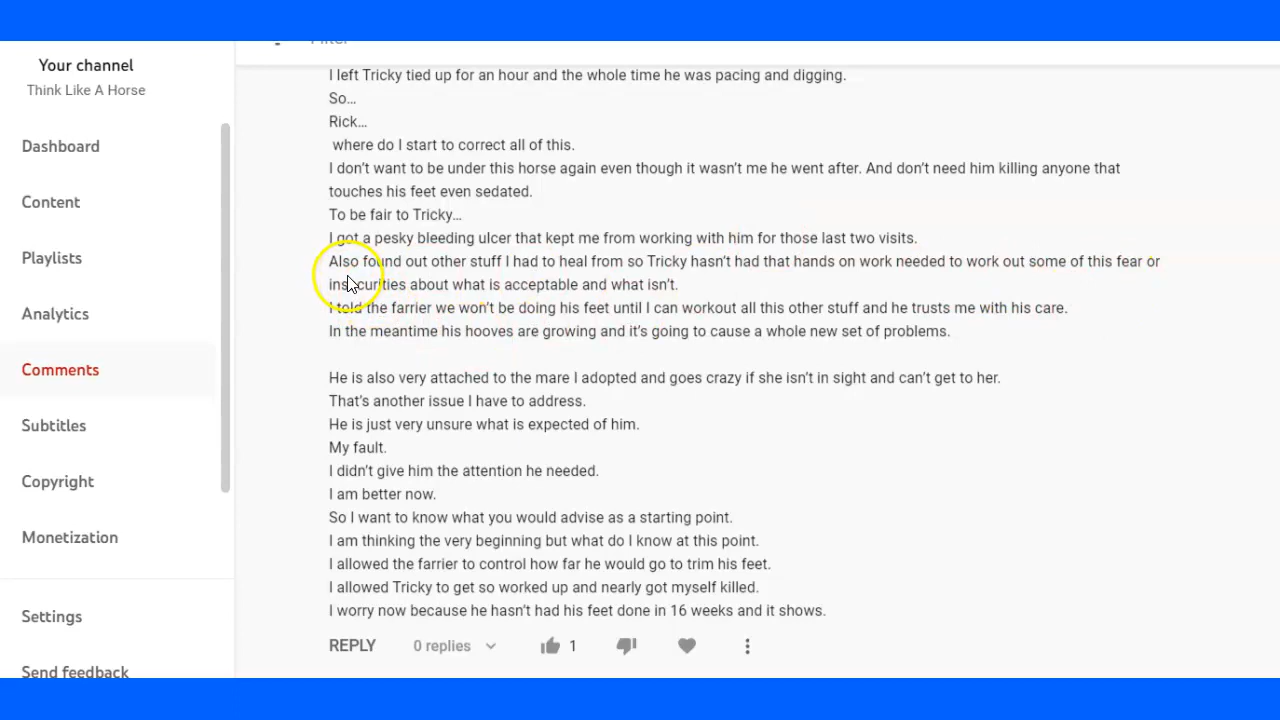 Your channel
Think Like A Horse
Dashboard
Content
Playlists
Analytics
Comments
Subtitles
Copyright
Monetization
Settings
Send feedback
I left Tricky tied up for an hour and the whole time he was pacing and digging.
So…
Rick…
where do I start to correct all of this.
I don’t want to be under this horse again even though it wasn’t me he went after. And don’t need him killing anyone that
touches his feet even sedated.
To be fair to Tricky…
I got a pesky bleeding ulcer that kept me from working with him for those last two visits.
Also found out other stuff I had to heal from so Tricky hasn’t had that hands on work needed to work out some of this fear or
insecurities about what is acceptable and what isn’t.
I told the farrier we won’t be doing his feet until I can workout all this other stuff and he trusts me with his care.
In the meantime his hooves are growing and it’s going to cause a whole new set of problems.
He is also very attached to the mare I adopted and goes crazy if she isn’t in sight and can’t get to her.
That’s another issue I have to address.
He is just very unsure what is expected of him.
My fault.
I didn’t give him the attention he needed.
I am better now.
So I want to know what you would advise as a starting point.
I am thinking the very beginning but what do I know at this point.
I allowed the farrier to control how far he would go to trim his feet.
I allowed Tricky to get so worked up and nearly got myself killed.
I worry now because he hasn’t had his feet done in 16 weeks and it shows.
REPLY 0 replies 1